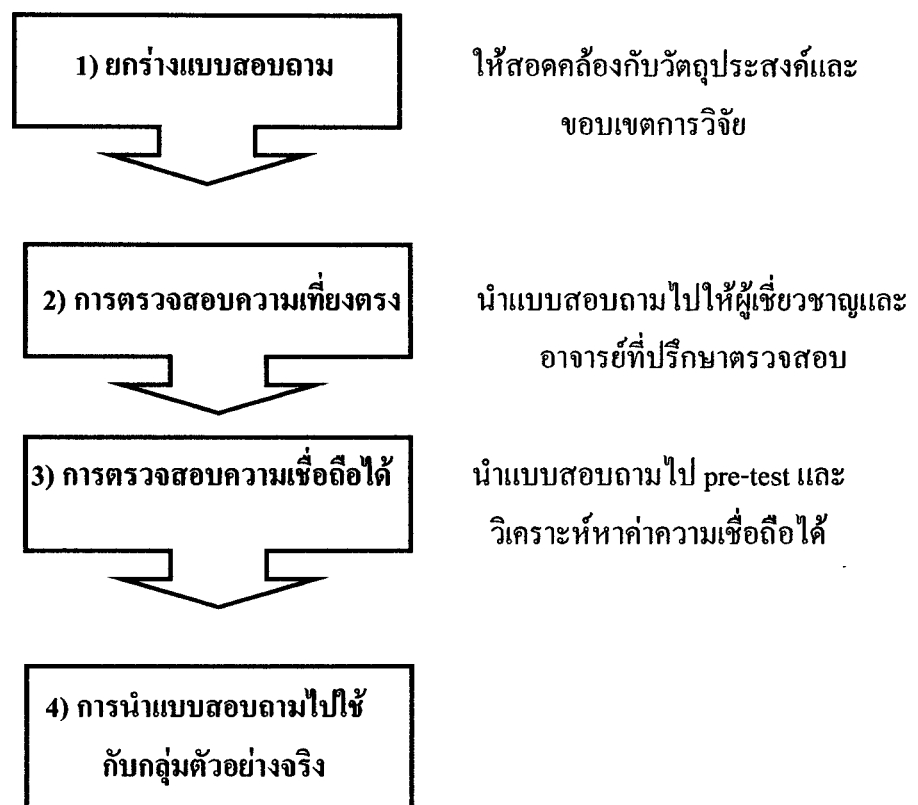 1) ยกร่างแบบสอบถาม
ให้สอดคล้องกับวัตถุประสงค์และ
ขอบเขตการวิจัย
2) การตรวจสอบความเที่ยงตรง
นำแบบสอบถามไปให้ผู้เชี่ยวชาญและ
อาจารย์ที่ปรึกษาตรวจสอบ
3) การตรวจสอบความเชื่อถือได้
นำแบบสอบถามไป pre-test และ
วิเคราะห์หาค่าความเชื่อถือได้
4) การนำแบบสอบถามไปใช้
กับกลุ่มตัวอย่างจริง